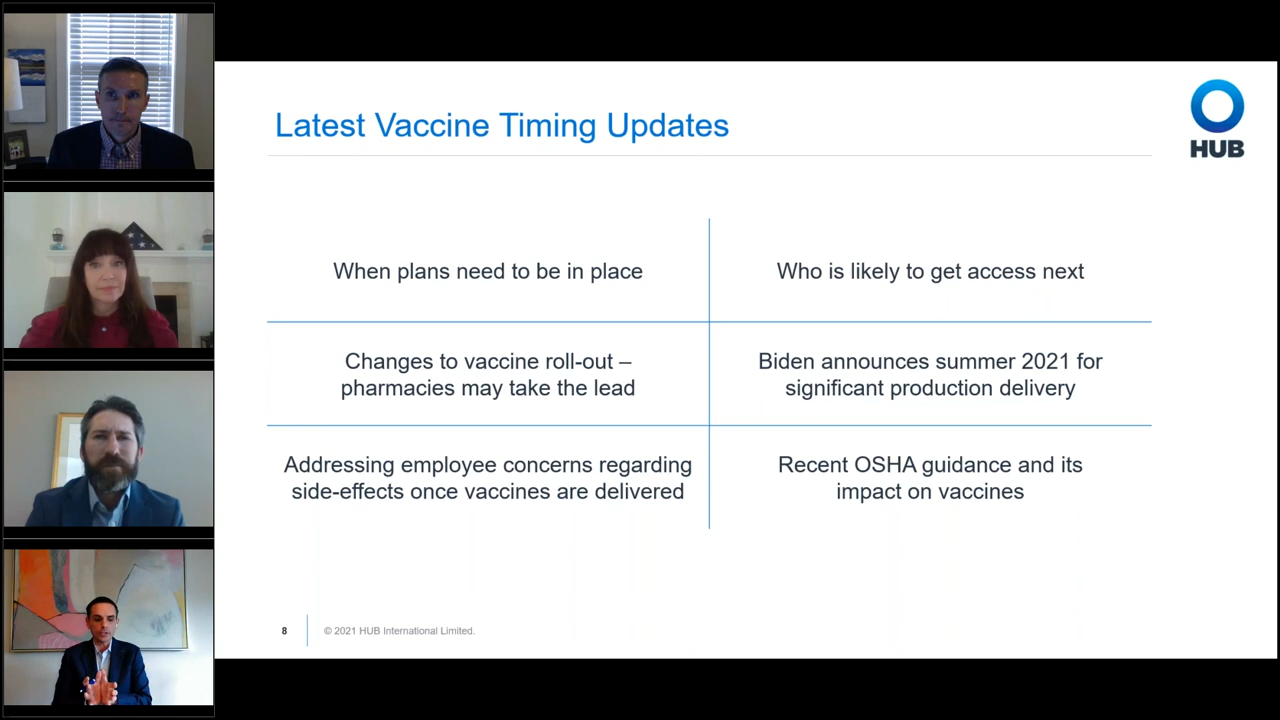 Latest Vaccine Timing Updates
HUB
When plans need to be in place
Who is likely to get access next
Changes to vaccine roll-out –
pharmacies may take the lead
Biden announces summer 2021 for
significant production delivery
Addressing employee concerns regarding
side-effects once vaccines are delivered
Recent OSHA guidance and its
impact on vaccines
8
© 2021 HUB International Limited.